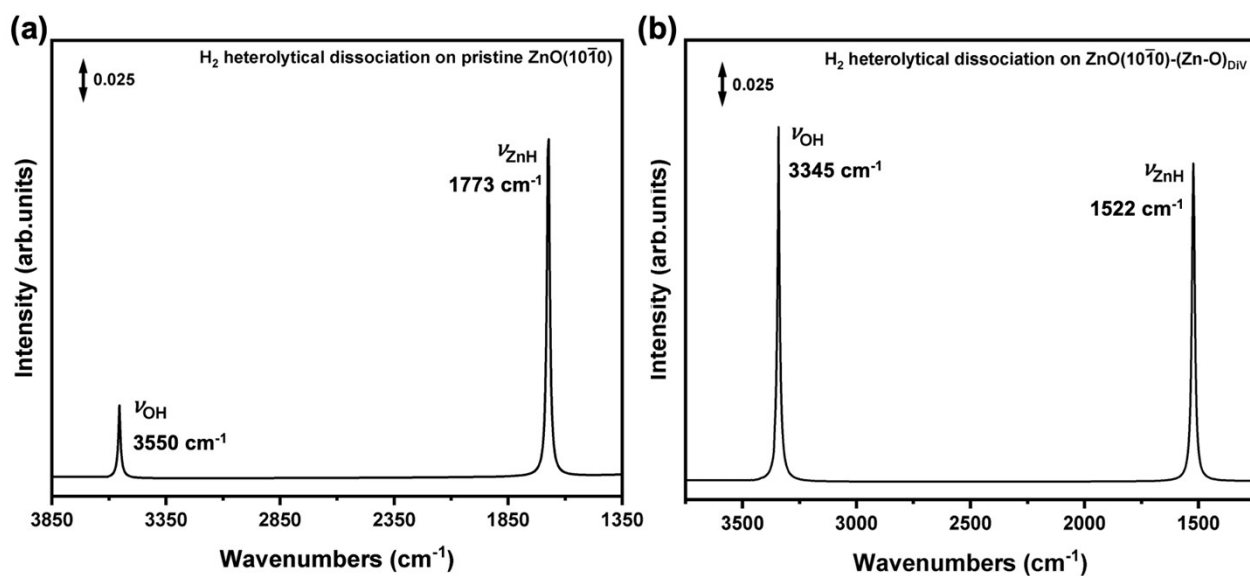 (a)
H₂ heterolytical dissociation on pristine ZnO(101̄0)
0.025
νZnH
1773 cm⁻¹
νOH
3550 cm⁻¹
Intensity (arb.units)
3850 3350 2850 2350 1850 1350
Wavenumbers (cm⁻¹)
(b)
H₂ heterolytical dissociation on ZnO(101̄0)-(Zn-O)DiV
0.025
νOH
3345 cm⁻¹
νZnH
1522 cm⁻¹
Intensity (arb.units)
3500 3000 2500 2000 1500
Wavenumbers (cm⁻¹)